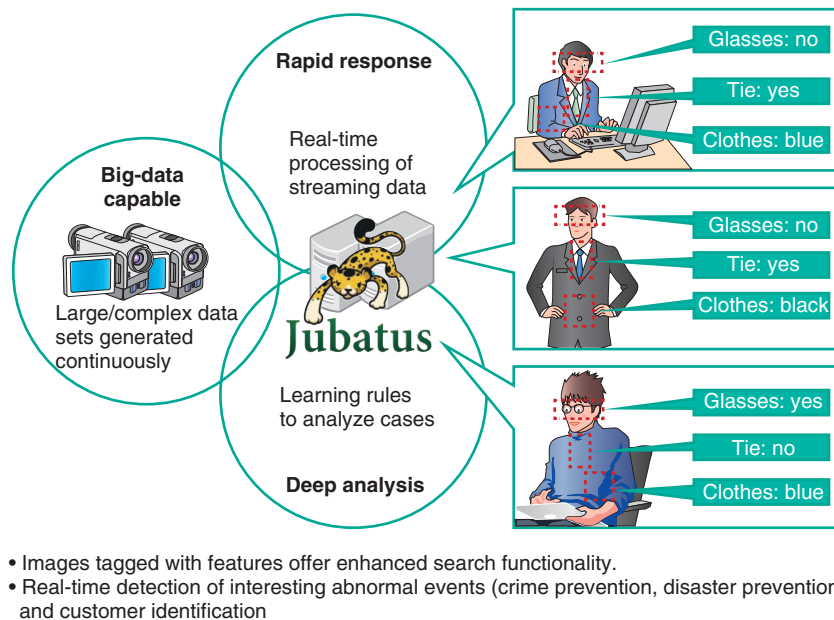 Rapid response
Real-time
processing of
streaming data
Big-data
capable
Large/complex data
sets generated
continuously
Jubatus
Learning rules
to analyze cases
Deep analysis
Glasses: no
Tie: yes
Clothes: blue
Glasses: no
Tie: yes
Clothes: black
Glasses: yes
Tie: no
Clothes: blue
• Images tagged with features offer enhanced search functionality.
• Real-time detection of interesting abnormal events (crime prevention, disaster prevention
and customer identification